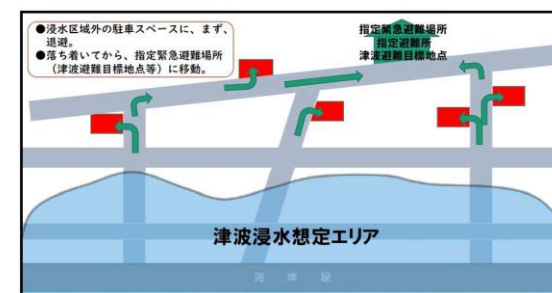 ●浸水区域外の駐車スペースに、まず、
退避。
●落ち着いてから、指定緊急避難場所
（津波避難目標地点等）に移動。
指定緊急避難場所
指定避難所
津波避難目標地点
津波浸水想定エリア
海岸線